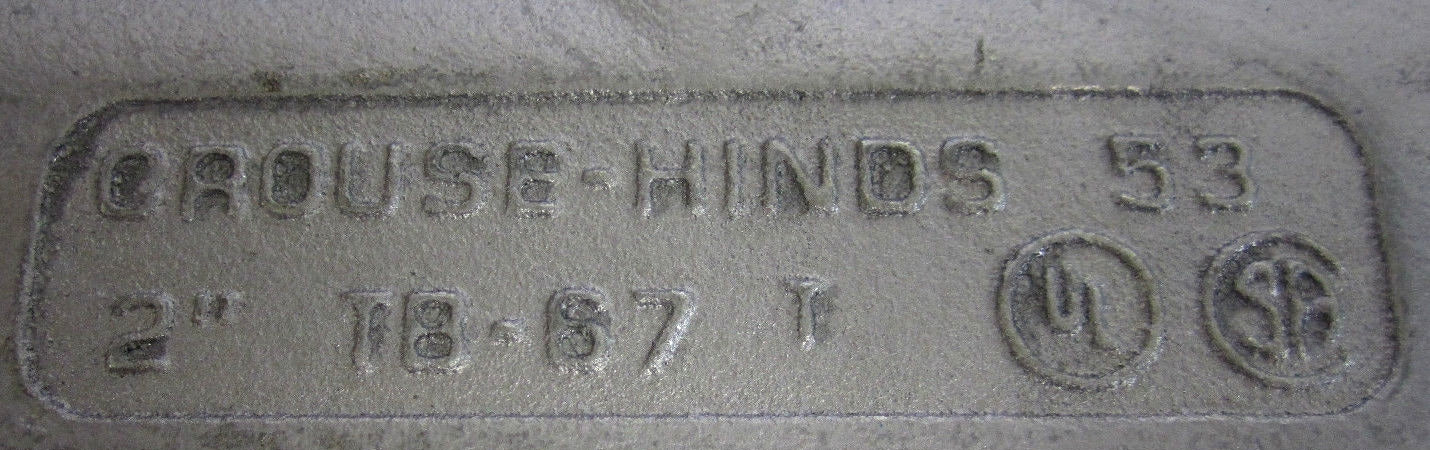 CROUSE-HINDS 53
2" TB-67 T UL SA